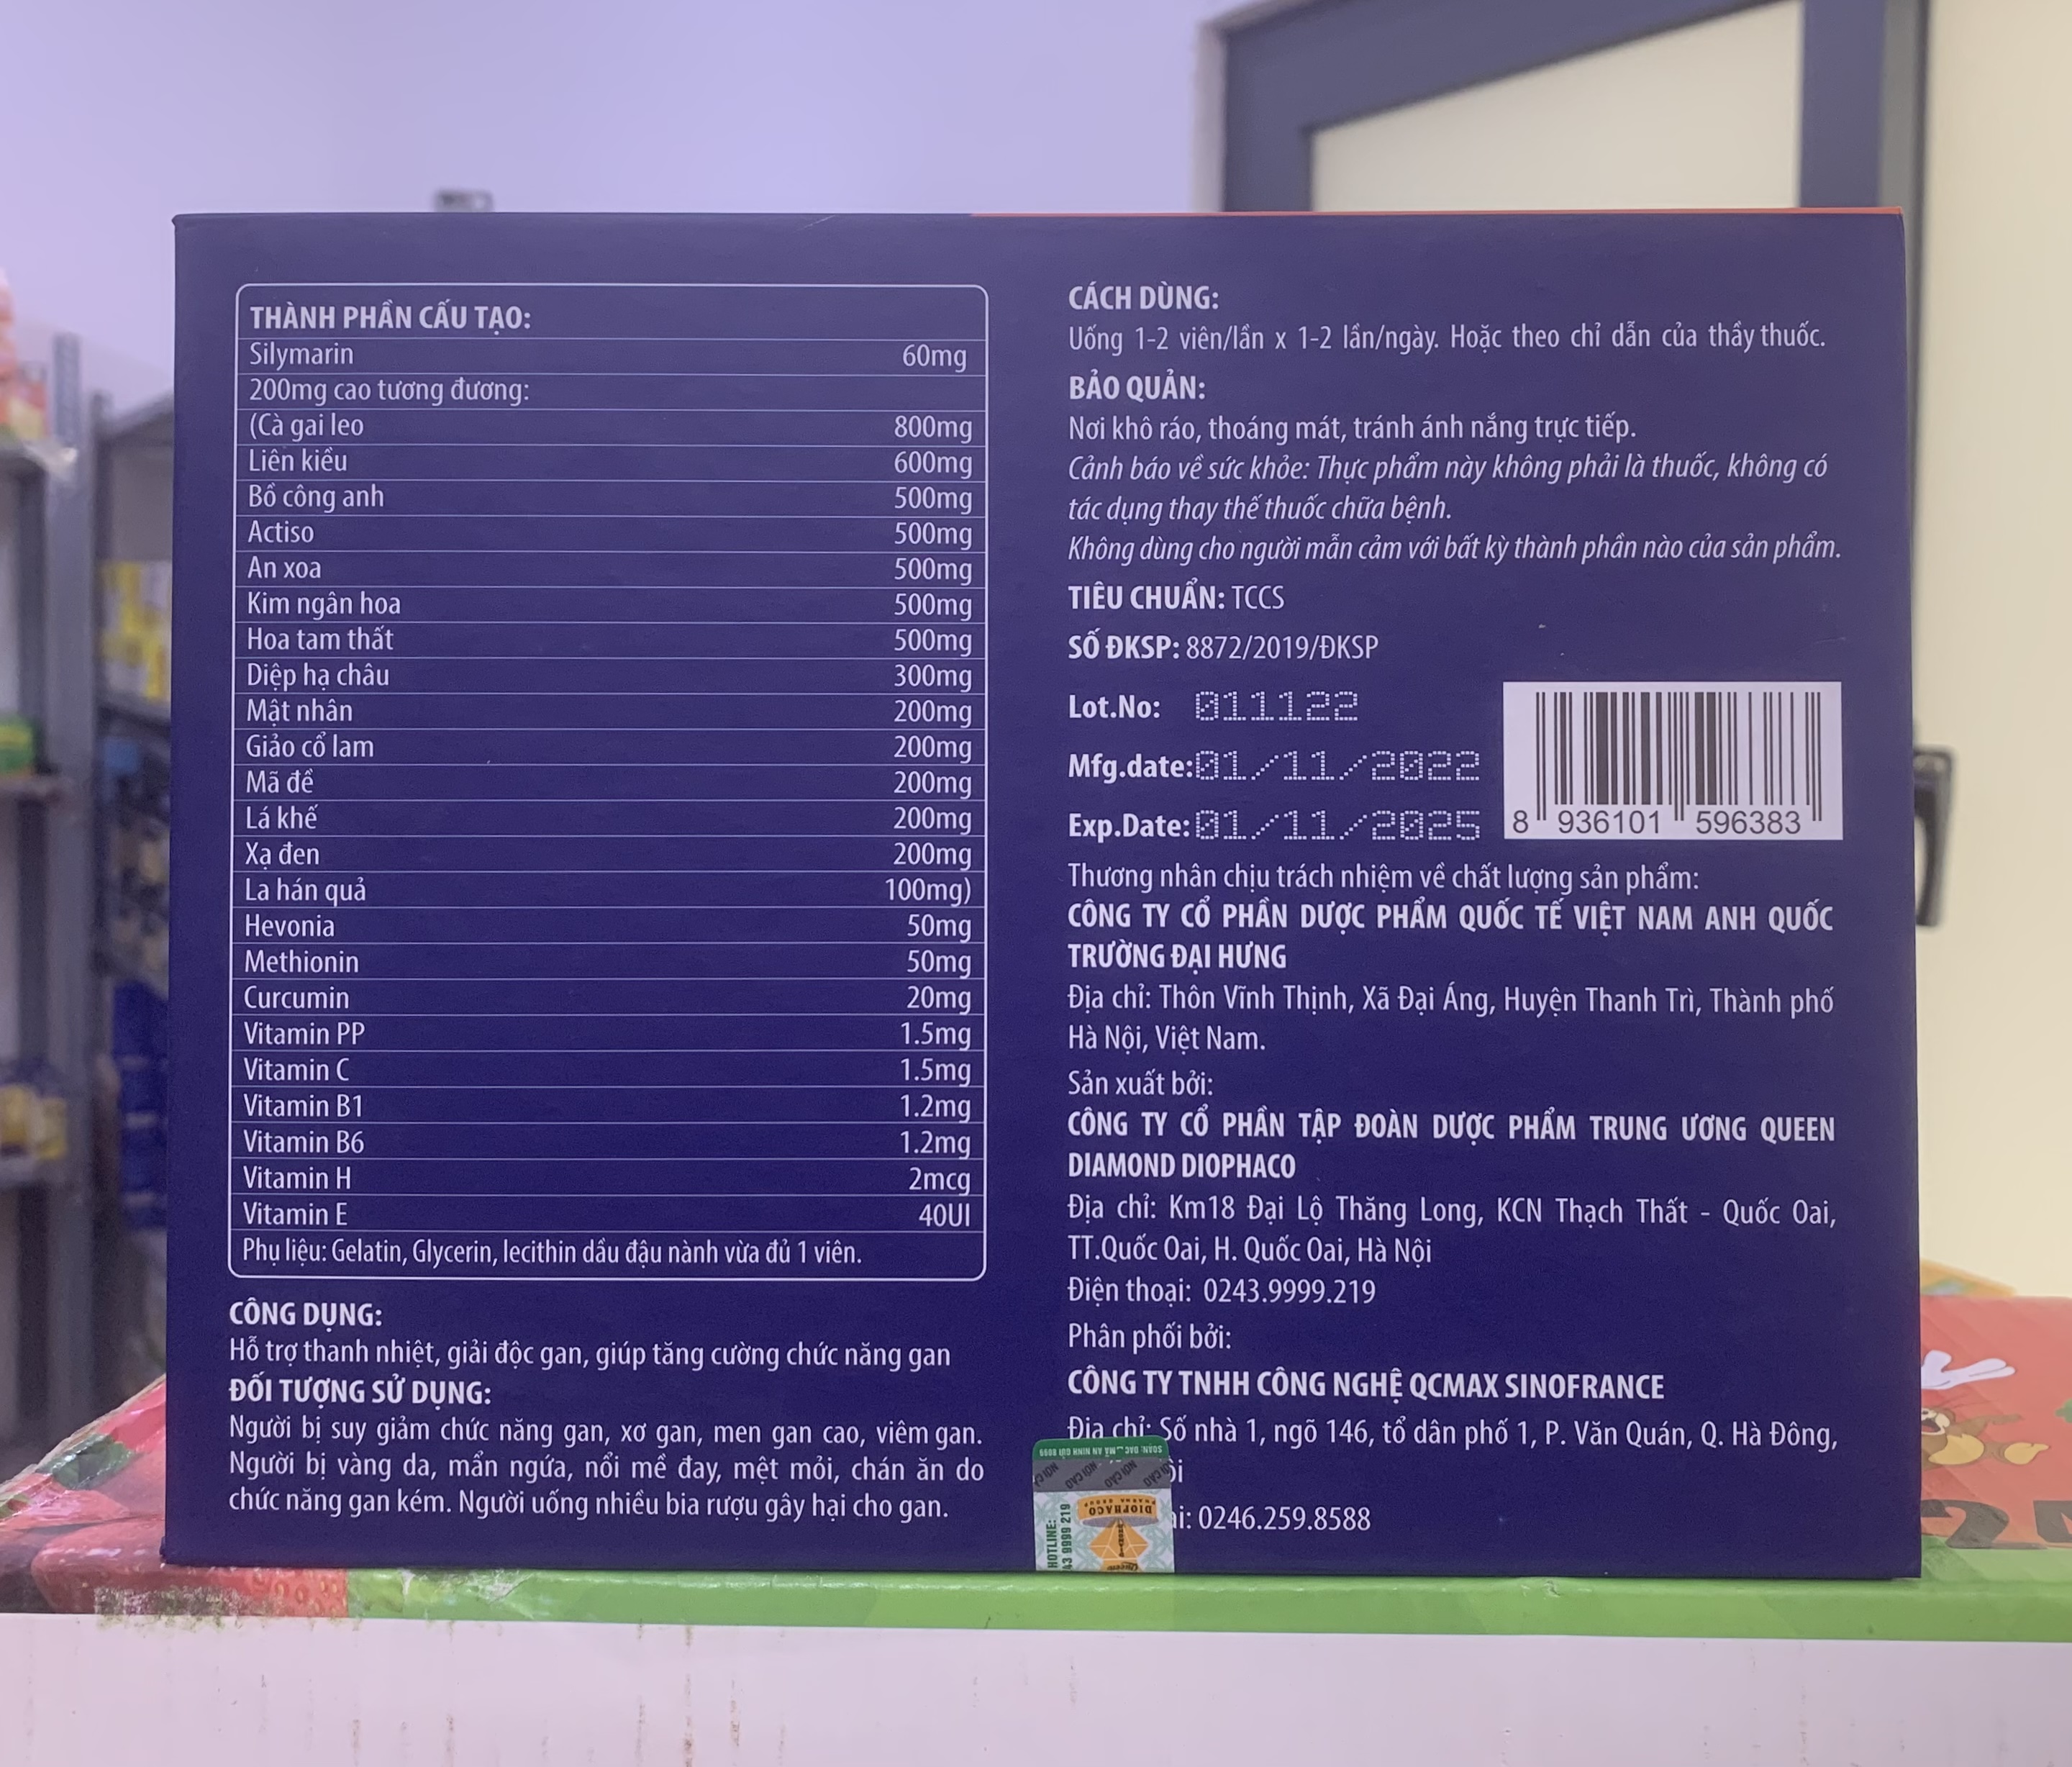 THÀNH PHẦN CẤU TẠO:
Silymarin 60mg
200mg cao tương đương:
(Cà gai leo 800mg
Liên kiều 600mg
Bồ công anh 500mg
Actiso 500mg
An xoa 500mg
Kim ngân hoa 500mg
Hoa tam thất 500mg
Diệp hạ châu 300mg
Mật nhân 200mg
Giảo cổ lam 200mg
Mã đề 200mg
Lá khế 200mg
Xạ đen 200mg
La hán quả 100mg)
Hevonia 50mg
Methionin 50mg
Curcumin 20mg
Vitamin PP 1.5mg
Vitamin C 1.5mg
Vitamin B1 1.2mg
Vitamin B6 1.2mg
Vitamin H 2mcg
Vitamin E 40UI
Phụ liệu: Gelatin, Glycerin, lecithin dầu đậu nành vừa đủ 1 viên.
CÔNG DỤNG:
Hỗ trợ thanh nhiệt, giải độc gan, giúp tăng cường chức năng gan
ĐỐI TƯỢNG SỬ DỤNG:
Người bị suy giảm chức năng gan, xơ gan, men gan cao, viêm gan.
Người bị vàng da, mẩn ngứa, nổi mề đay, mệt mỏi, chán ăn do
chức năng gan kém. Người uống nhiều bia rượu gây hại cho gan.
CÁCH DÙNG:
Uống 1-2 viên/lần x 1-2 lần/ngày. Hoặc theo chỉ dẫn của thầy thuốc.
BẢO QUẢN:
Nơi khô ráo, thoáng mát, tránh ánh nắng trực tiếp.
Cảnh báo về sức khỏe: Thực phẩm này không phải là thuốc, không có
tác dụng thay thế thuốc chữa bệnh.
Không dùng cho người mẫn cảm với bất kỳ thành phần nào của sản phẩm.
TIÊU CHUẨN: TCCS
SỐ ĐKSP: 8872/2019/ĐKSP
Lot.No: 011122
Mfg.date: 01/11/2022
Exp.Date: 01/11/2025
8 936101 596383
Thương nhân chịu trách nhiệm về chất lượng sản phẩm:
CÔNG TY CỔ PHẦN DƯỢC PHẨM QUỐC TẾ VIỆT NAM ANH QUỐC
TRƯỜNG ĐẠI HƯNG
Địa chỉ: Thôn Vĩnh Thịnh, Xã Đại Áng, Huyện Thanh Trì, Thành phố
Hà Nội, Việt Nam.
Sản xuất bởi:
CÔNG TY CỔ PHẦN TẬP ĐOÀN DƯỢC PHẨM TRUNG ƯƠNG QUEEN
DIAMOND DIOPHACO
Địa chỉ: Km18 Đại Lộ Thăng Long, KCN Thạch Thất - Quốc Oai,
TT.Quốc Oai, H. Quốc Oai, Hà Nội
Điện thoại: 0243.9999.219
Phân phối bởi:
CÔNG TY TNHH CÔNG NGHỆ QCMAX SINOFRANCE
Địa chỉ: Số nhà 1, ngõ 146, tổ dân phố 1, P. Văn Quán, Q. Hà Đông,
0246.259.8588
DIOPHACO
HOTLINE:
43 9999 219